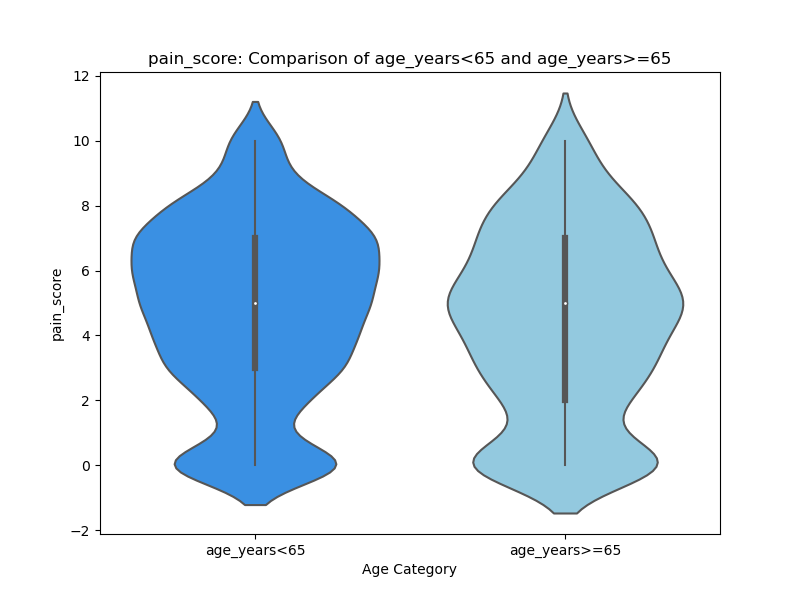 pain_score: Comparison of age_years<65 and age_years>=65
12
10
8
6
4
2
0
−2
pain_score
age_years<65
age_years>=65
Age Category